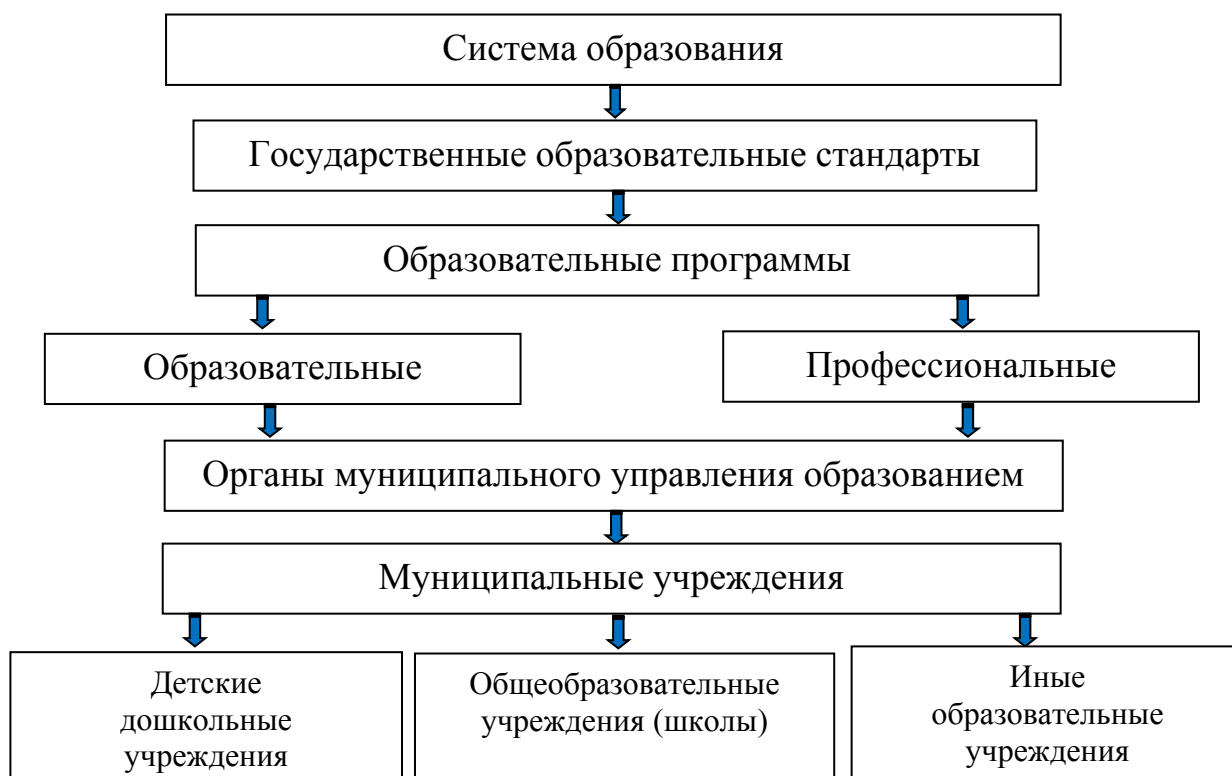 Система образования
Государственные образовательные стандарты
Образовательные программы
Образовательные
Профессиональные
Органы муниципального управления образованием
Муниципальные учреждения
Детские
дошкольные
учреждения
Общеобразовательные
учреждения (школы)
Иные
образовательные
учреждения